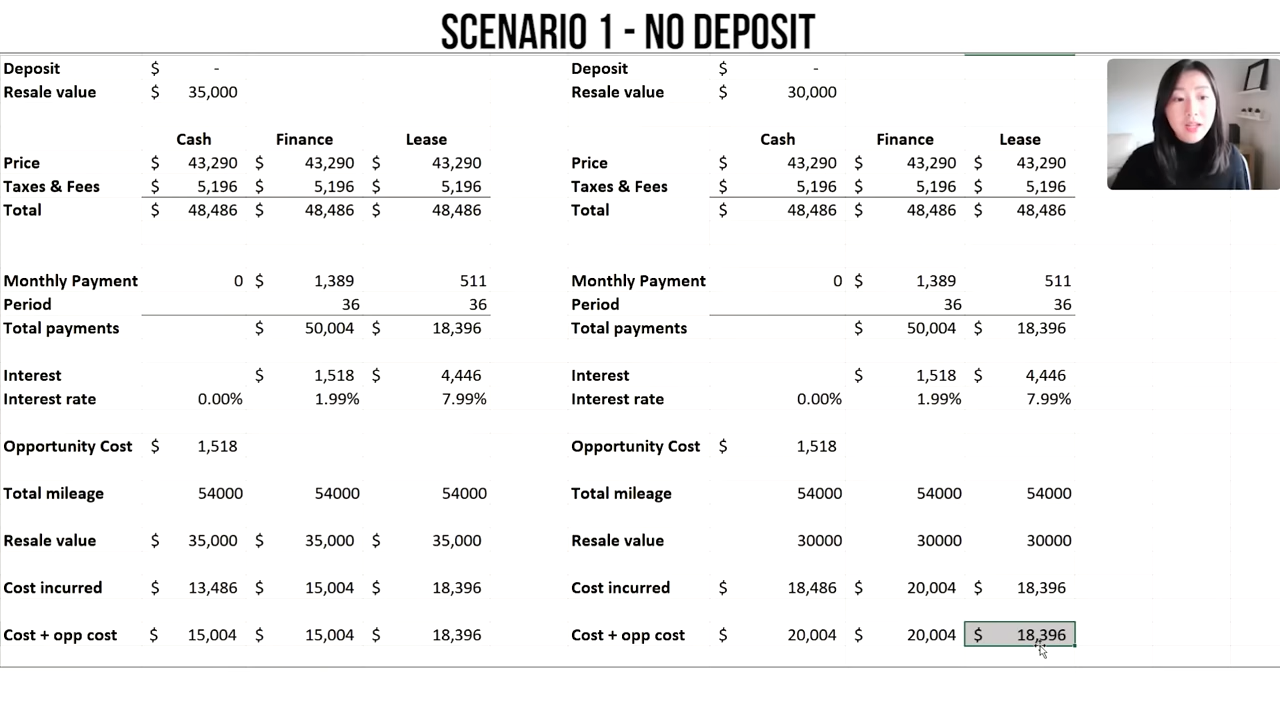 SCENARIO 1 - NO DEPOSIT
Deposit $ - Deposit $ -
Resale value $ 35,000 Resale value $ 30,000
Cash Finance Lease Cash Finance Lease
Price $ 43,290 $ 43,290 $ 43,290 Price $ 43,290 $ 43,290 $ 43,290
Taxes & Fees $ 5,196 $ 5,196 $ 5,196 Taxes & Fees $ 5,196 $ 5,196 $ 5,196
Total $ 48,486 $ 48,486 $ 48,486 Total $ 48,486 $ 48,486 $ 48,486
Monthly Payment 0 $ 1,389 511 Monthly Payment 0 $ 1,389 511
Period 36 36 Period 36 36
Total payments $ 50,004 $ 18,396 Total payments $ 50,004 $ 18,396
Interest $ 1,518 $ 4,446 Interest $ 1,518 $ 4,446
Interest rate 0.00% 1.99% 7.99% Interest rate 0.00% 1.99% 7.99%
Opportunity Cost $ 1,518 Opportunity Cost $ 1,518
Total mileage 54000 54000 54000 Total mileage 54000 54000 54000
Resale value $ 35,000 $ 35,000 $ 35,000 Resale value 30000 30000 30000
Cost incurred $ 13,486 $ 15,004 $ 18,396 Cost incurred $ 18,486 $ 20,004 $ 18,396
Cost + opp cost $ 15,004 $ 15,004 $ 18,396 Cost + opp cost $ 20,004 $ 20,004 $ 18,396